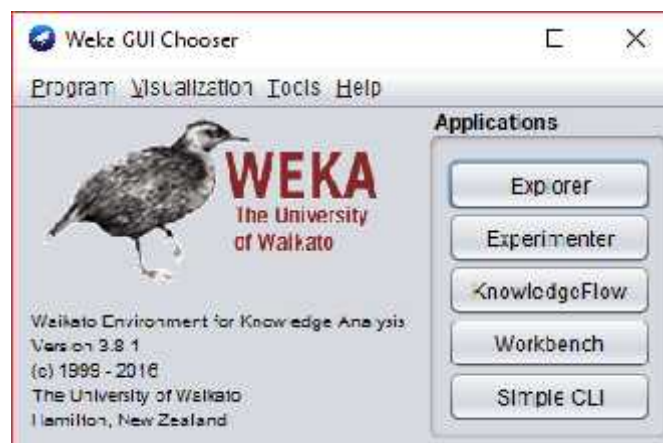 Weka GUI Chooser
Program Visualization Tools Help
Applications
WEKA
The University
of Waikato
Explorer
Experimenter
KnowledgeFlow
Workbench
Simple CLI
Waikato Environment for Knowledge Analysis
Version 3.8.1
(c) 1999 - 2016
The University of Waikato
Hamilton, New Zealand